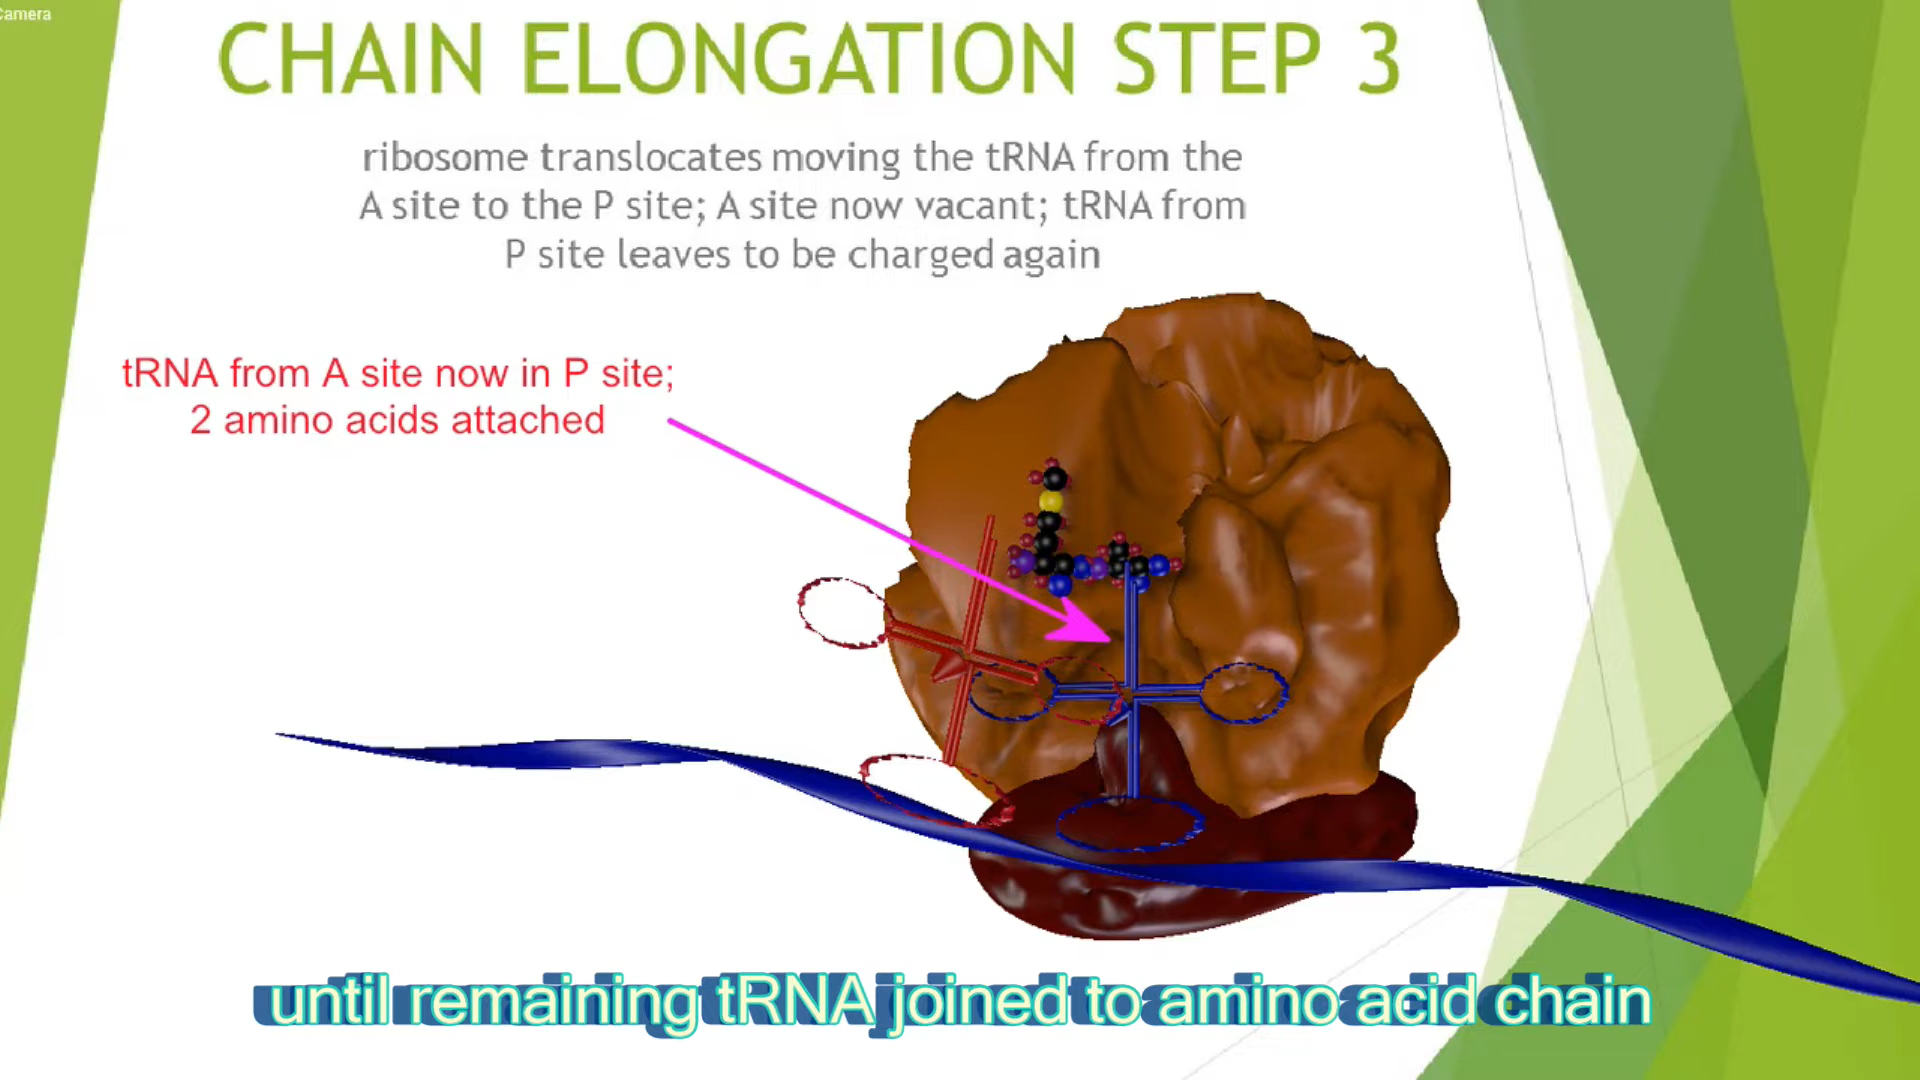 Camera
CHAIN ELONGATION STEP 3
ribosome translocates moving the tRNA from the
A site to the P site; A site now vacant; tRNA from
P site leaves to be charged again
tRNA from A site now in P site;
2 amino acids attached
until remaining tRNA joined to amino acid chain